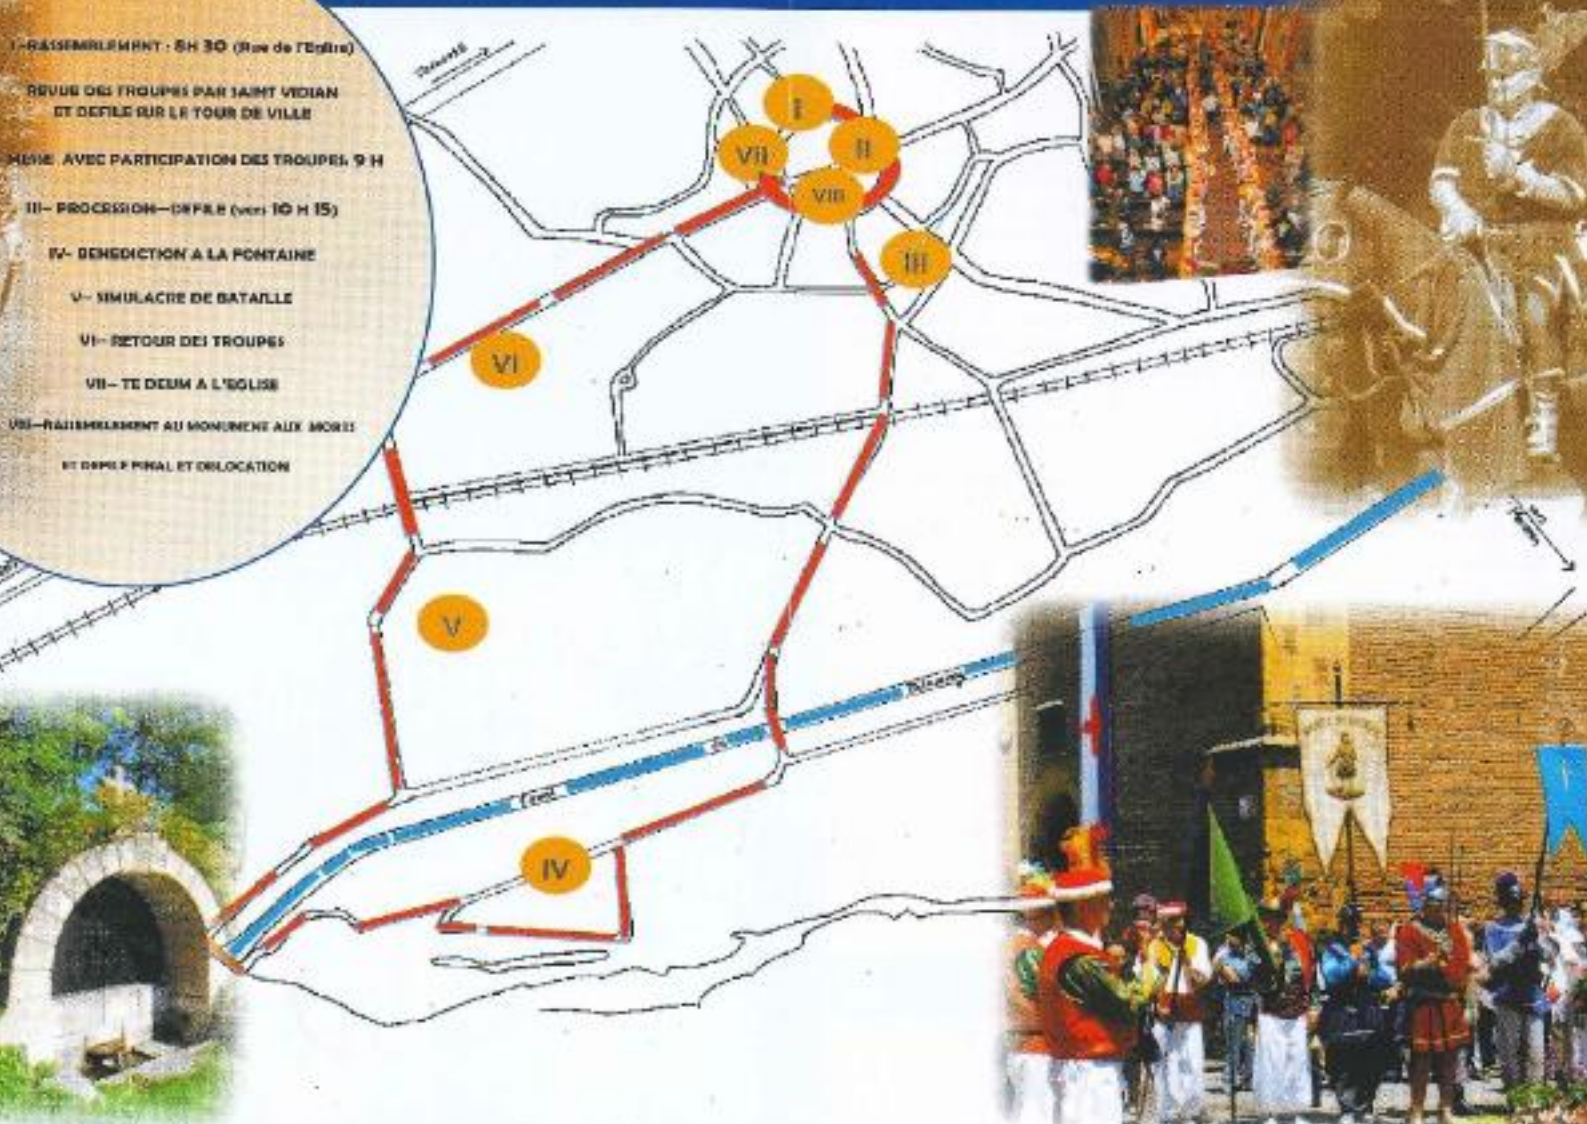 I-RASSEMBLEMENT : 8H 30 (Rue de l'Eglise)
REVUE DES TROUPES PAR SAINT VIDIAN
ET DEFILE SUR LE TOUR DE VILLE
MESSE AVEC PARTICIPATION DES TROUPES: 9 H
III- PROCESSION-DEFILE (vers 10 H 15)
IV- BENEDICTION A LA FONTAINE
V- SIMULACRE DE BATAILLE
VI- RETOUR DES TROUPES
VII- TE DEUM A L'EGLISE
VIII-RASSEMBLEMENT AU MONUMENT AUX MORTS
ET DEFILE FINAL ET DISLOCATION
I
II
VII
VIII
III
VI
V
IV
Canal